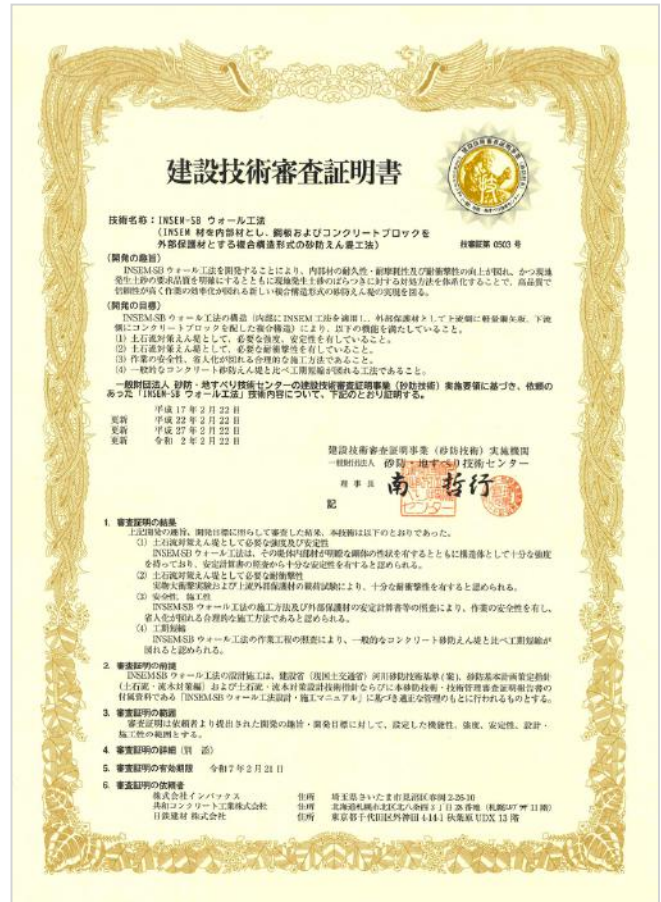 建設技術審査証明書
技術名称:INSEM-SB ウォール工法
(INSEM 材を内部材とし、鋼板およびコンクリートブロックを
外部保護材とする複合構造形式の砂防えん堤工法)
技審証第 0503 号
(開発の趣旨)
INSEM-SB ウォール工法を開発することにより、内部材の耐久性・耐摩耗性及び耐衝撃性の向上が図れ、かつ現地
発生土砂の要求品質を明確にするとともに現地発生土砂のばらつきに対する対処方法を体系化することで、高品質で
信頼性が高く作業の効率化が図れる新しい複合構造形式の砂防えん堤の実現を図る。
(開発の目標)
INSEM-SB ウォール工法の構造(内部に INSEM 工法を適用し、外部保護材として上流側に軽量鋼矢板、下流
側にコンクリートブロックを配した複合構造)により、以下の機能を満たしていること。
(1) 土石流対策えん堤として、必要な強度、安定性を有していること。
(2) 土石流対策えん堤として、必要な耐衝撃性を有していること。
(3) 作業の安全性、省人化が図れる合理的な施工方法であること。
(4) 一般的なコンクリート砂防えん堤と比べ工期短縮が図れる工法であること。
一般財団法人 砂防・地すべり技術センターの建設技術審査証明事業(砂防技術)実施要領に基づき、依頼の
あった「INSEM-SB ウォール工法」技術内容について、下記のとおり証明する。
平成 17 年 2 月 22 日
更新 平成 22 年 2 月 22 日
更新 平成 27 年 2 月 22 日
更新 令和 2 年 2 月 22 日
建設技術審査証明事業(砂防技術)実施機関
一般財団法人 砂防・地すべり技術センター
理事長 南 哲行
記
1. 審査証明の結果
上記開発の趣旨、開発目標に照らして審査した結果、本技術は以下のとおりであった。
(1) 土石流対策えん堤として必要な強度及び安定性
INSEM-SB ウォール工法は、その堤体内部材が明瞭な剛体の性状を有するとともに構造体として十分な強度
を持っており、安定計算書の照査から十分な安定性を有すると認められる。
(2) 土石流対策えん堤として必要な耐衝撃性
実物大衝撃実験および上流外部保護材の載荷試験により、十分な耐衝撃性を有すると認められる。
(3) 安全性、施工性
INSEM-SB ウォール工法の施工方法及び外部保護材の安定計算書等の照査により、作業の安全性を有し、
省人化が図れる合理的な施工方法であると認められる。
(4) 工期短縮
INSEM-SB ウォール工法の作業工程の照査により、一般的なコンクリート砂防えん堤と比べ工期短縮が
図れると認められる。
2. 審査証明の前提
INSEM-SB ウォール工法の設計施工は、建設省(現国土交通省)河川砂防技術基準(案)、砂防基本計画策定指針
(土石流・流木対策編)および土石流・流木対策設計技術指針ならびに本砂防技術・技術管理審査証明報告書の
付属資料である「INSEM-SB ウォール工法設計・施工マニュアル」に基づき適正な管理のもとに行われるものとする。
3. 審査証明の範囲
審査証明は依頼者より提出された開発の趣旨・開発目標に対して、設定した機能性、強度、安定性、設計・
施工性の範囲とする。
4. 審査証明の詳細(別 添)
5. 審査証明の有効期限 令和 7 年 2 月 21 日
6. 審査証明の依頼者
株式会社インバックス 住所 埼玉県さいたま市見沼区春岡 2-26-10
共和コンクリート工業株式会社 住所 北海道札幌市北区北八条西 3 丁目 28 番地
日鉄建材 株式会社 住所 東京都千代田区外神田 4-14-1 秋葉原 UDX 13 階